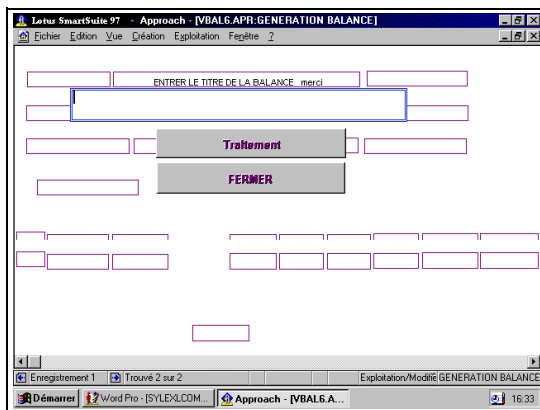 Lotus SmartSuite 97 - Approach - [VBAL6.APR:GENERATION BALANCE]
Fichier Edition Vue Création Exploitation Fenêtre ?
ENTRER LE TITRE DE LA BALANCE merci
Traitement
FERMER
Enregistrement 1 Trouvé 2 sur 2 Exploitation/Modifié GENERATION BALANCE
Démarrer Word Pro - [SYLEXLCOM... Approach - [VBAL6.A... 16:33